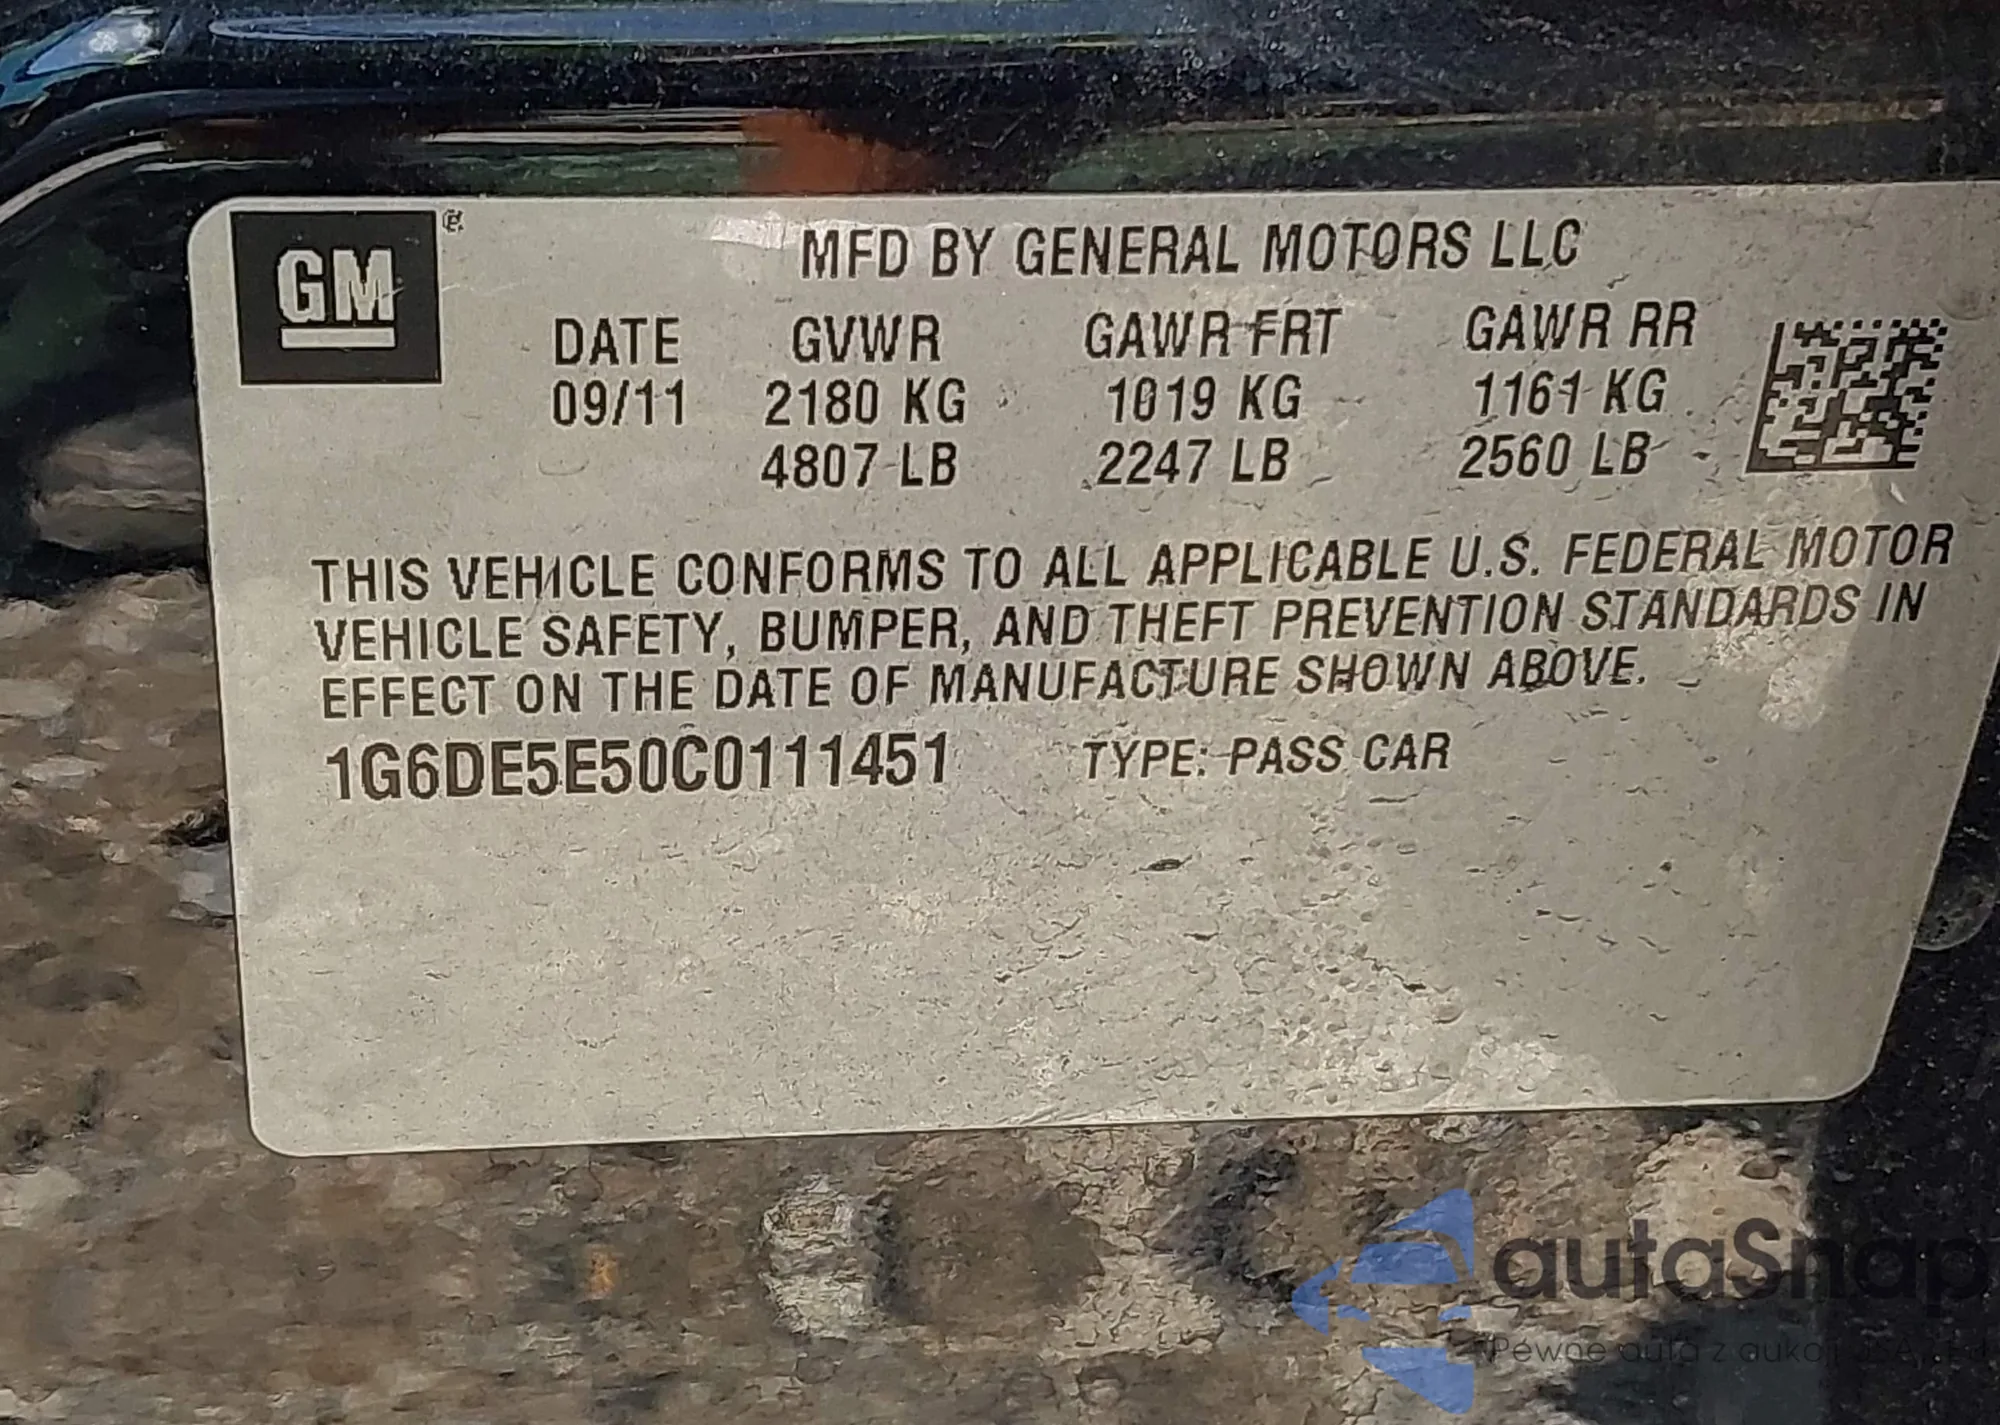 GM
MFD BY GENERAL MOTORS LLC
DATE GVWR GAWR FRT GAWR RR
09/11 2180 KG 1019 KG 1161 KG
4807 LB 2247 LB 2560 LB
THIS VEHICLE CONFORMS TO ALL APPLICABLE U.S. FEDERAL MOTOR
VEHICLE SAFETY, BUMPER, AND THEFT PREVENTION STANDARDS IN
EFFECT ON THE DATE OF MANUFACTURE SHOWN ABOVE.
1G6DE5E50C0111451 TYPE: PASS CAR
autaSnap
Pewne auta z